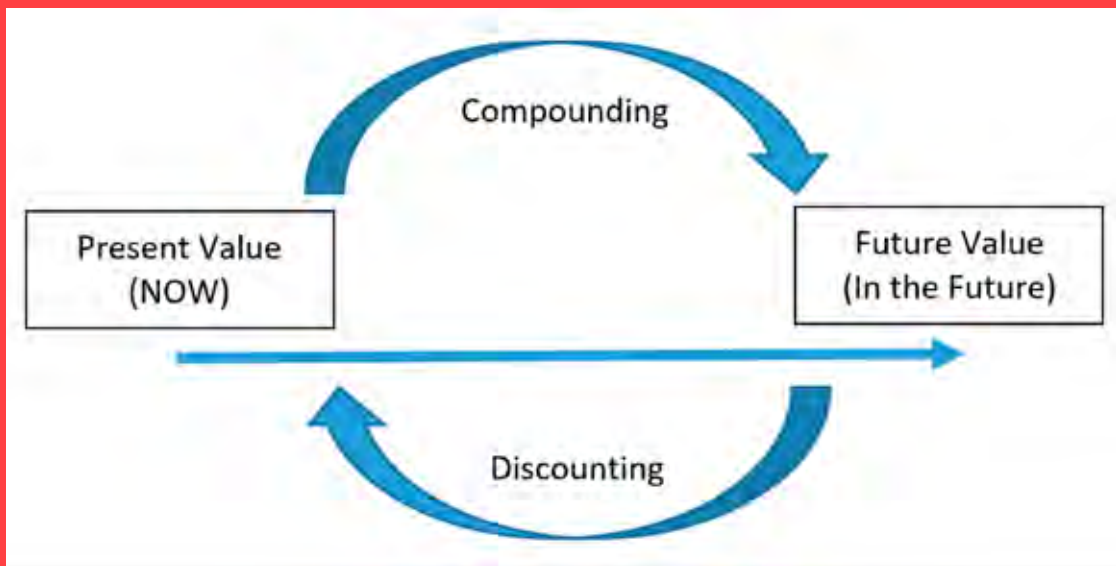 Compounding
Present Value
(NOW)
Future Value
(In the Future)
Discounting